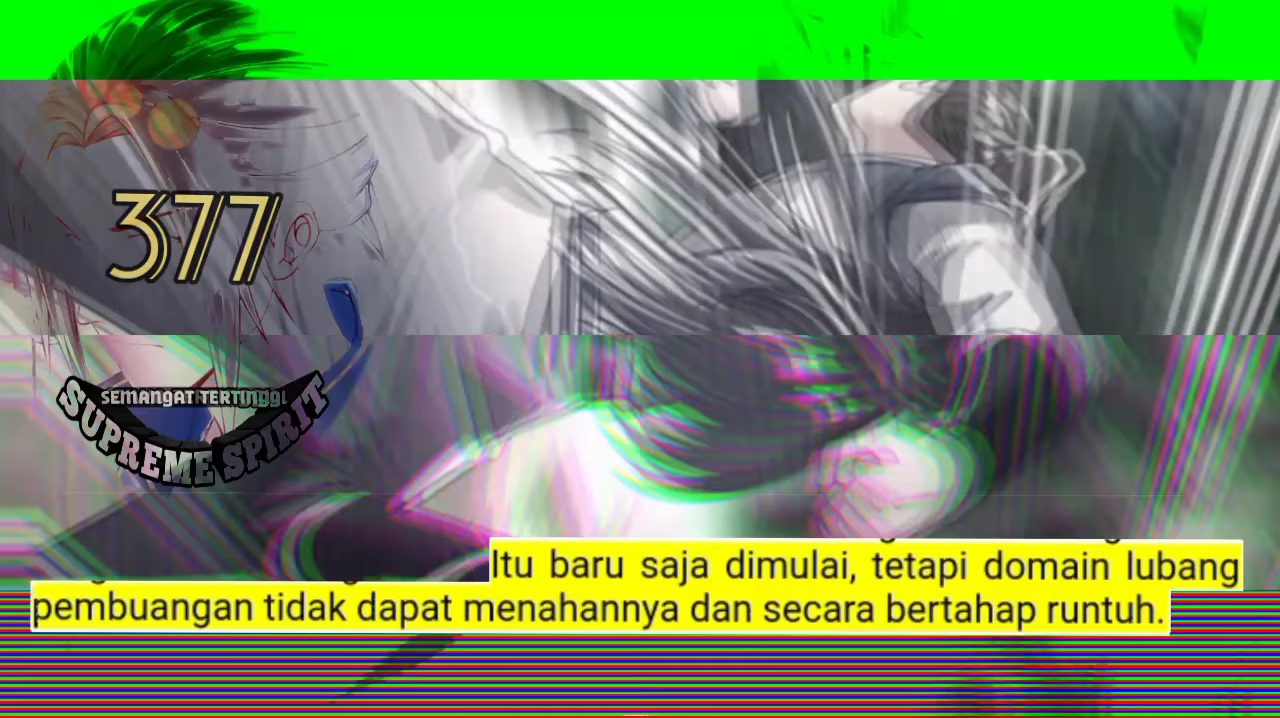 377
SEMANGAT TERTINGGI
SUPREME SPIRIT
Itu baru saja dimulai, tetapi domain lubang
pembuangan tidak dapat menahannya dan secara bertahap runtuh.